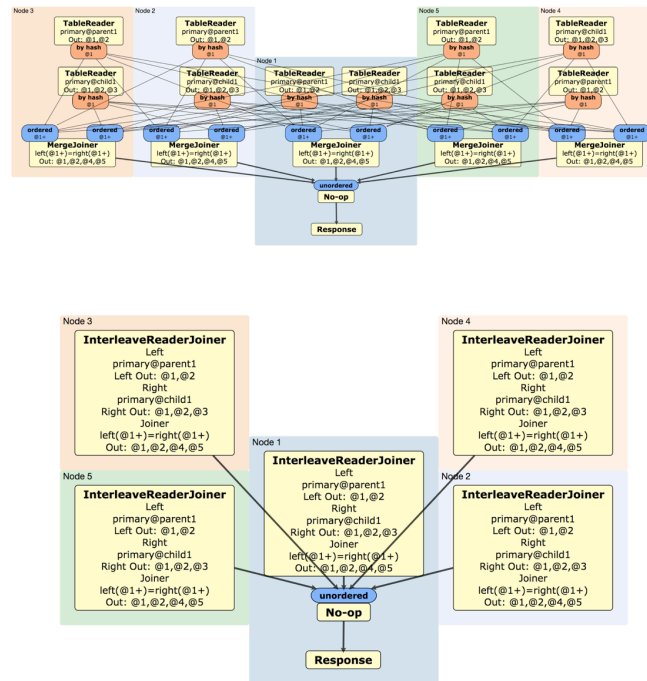 Node 3
TableReader
primary@parent1
Out: @1,@2
by hash
@1
TableReader
primary@child1
Out: @1,@2,@3
by hash
@1
ordered
@1+
ordered
@1+
MergeJoiner
left(@1+)=right(@1+)
Out: @1,@2,@4,@5
Node 2
TableReader
primary@parent1
Out: @1,@2
by hash
@1
TableReader
primary@child1
Out: @1,@2,@3
by hash
@1
ordered
@1+
ordered
@1+
MergeJoiner
left(@1+)=right(@1+)
Out: @1,@2,@4,@5
Node 1
TableReader
primary@parent1
Out: @1,@2
by hash
@1
TableReader
primary@child1
Out: @1,@2,@3
by hash
@1
ordered
@1+
ordered
@1+
MergeJoiner
left(@1+)=right(@1+)
Out: @1,@2,@4,@5
unordered
No-op
Response
Node 5
TableReader
primary@parent1
Out: @1,@2
by hash
@1
TableReader
primary@child1
Out: @1,@2,@3
by hash
@1
ordered
@1+
ordered
@1+
MergeJoiner
left(@1+)=right(@1+)
Out: @1,@2,@4,@5
Node 4
TableReader
primary@child1
Out: @1,@2,@3
by hash
@1
TableReader
primary@parent1
Out: @1,@2
by hash
@1
ordered
@1+
ordered
@1+
MergeJoiner
left(@1+)=right(@1+)
Out: @1,@2,@4,@5
Node 3
InterleaveReaderJoiner
Left
primary@parent1
Left Out: @1,@2
Right
primary@child1
Right Out: @1,@2,@3
Joiner
left(@1+)=right(@1+)
Out: @1,@2,@4,@5
Node 4
InterleaveReaderJoiner
Left
primary@parent1
Left Out: @1,@2
Right
primary@child1
Right Out: @1,@2,@3
Joiner
left(@1+)=right(@1+)
Out: @1,@2,@4,@5
Node 1
InterleaveReaderJoiner
Left
primary@parent1
Left Out: @1,@2
Right
primary@child1
Right Out: @1,@2,@3
Joiner
left(@1+)=right(@1+)
Out: @1,@2,@4,@5
Node 5
InterleaveReaderJoiner
Left
primary@parent1
Left Out: @1,@2
Right
primary@child1
Right Out: @1,@2,@3
Joiner
left(@1+)=right(@1+)
Out: @1,@2,@4,@5
Node 2
InterleaveReaderJoiner
Left
primary@parent1
Left Out: @1,@2
Right
primary@child1
Right Out: @1,@2,@3
Joiner
left(@1+)=right(@1+)
Out: @1,@2,@4,@5
unordered
No-op
Response